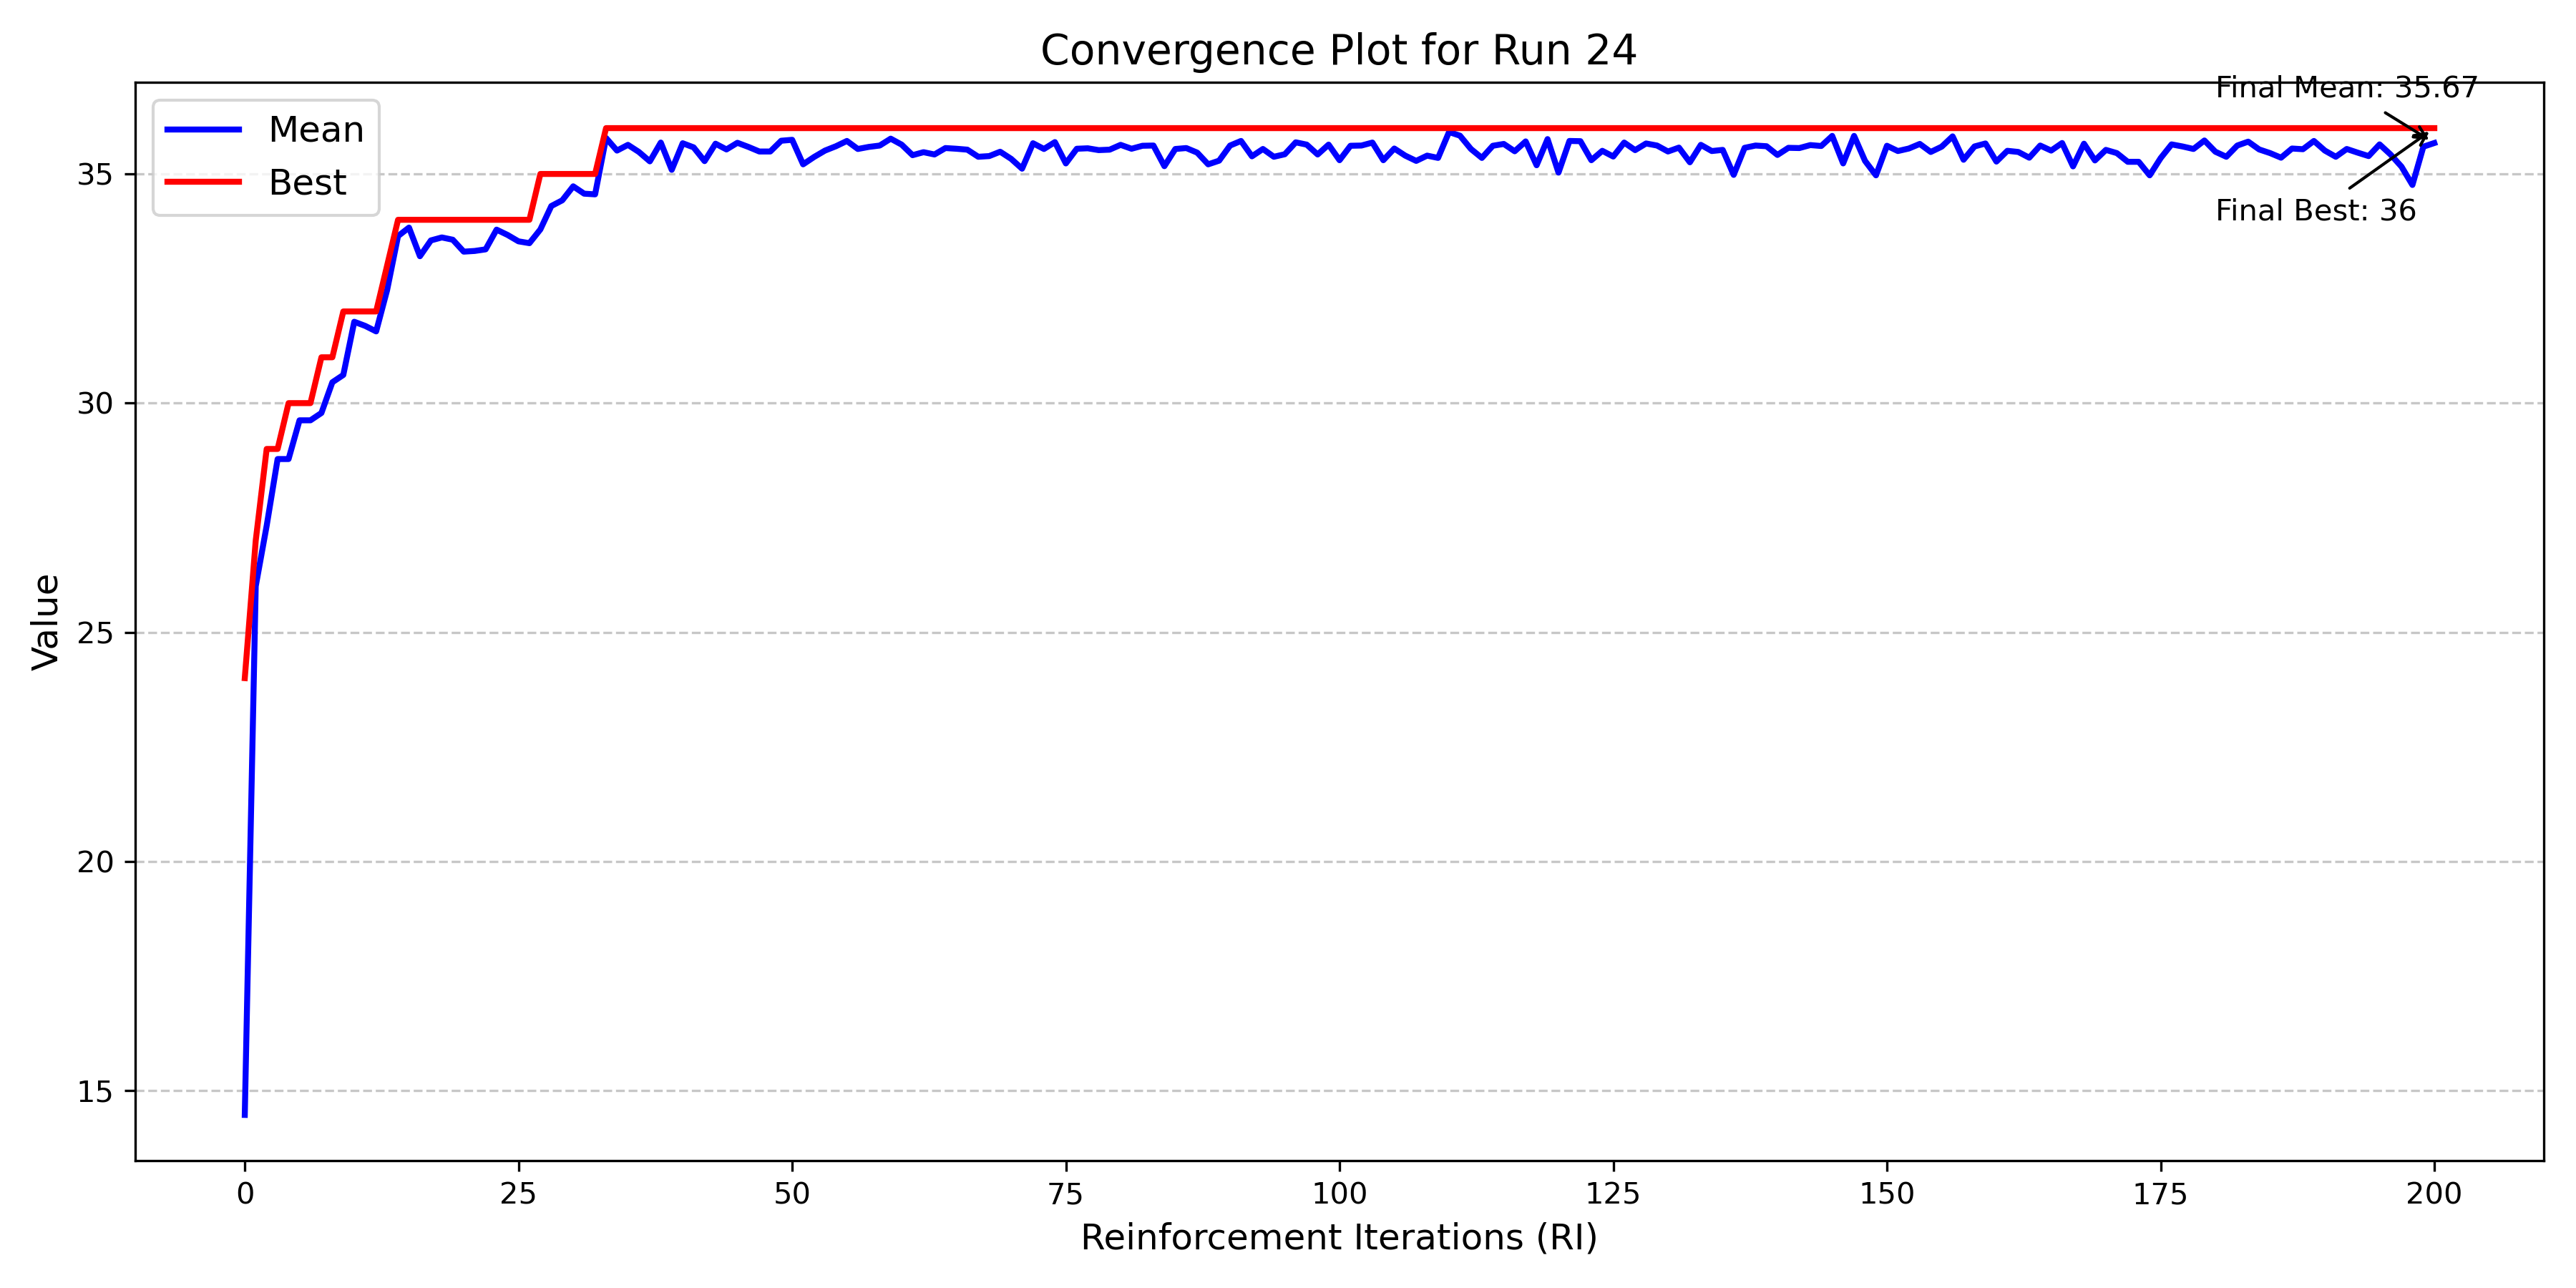 Convergence Plot for Run 24
Final Mean: 35.67
Mean
Best
Final Best: 36
35
30
25
20
15
Value
0 25 50 75 100 125 150 175 200
Reinforcement Iterations (RI)